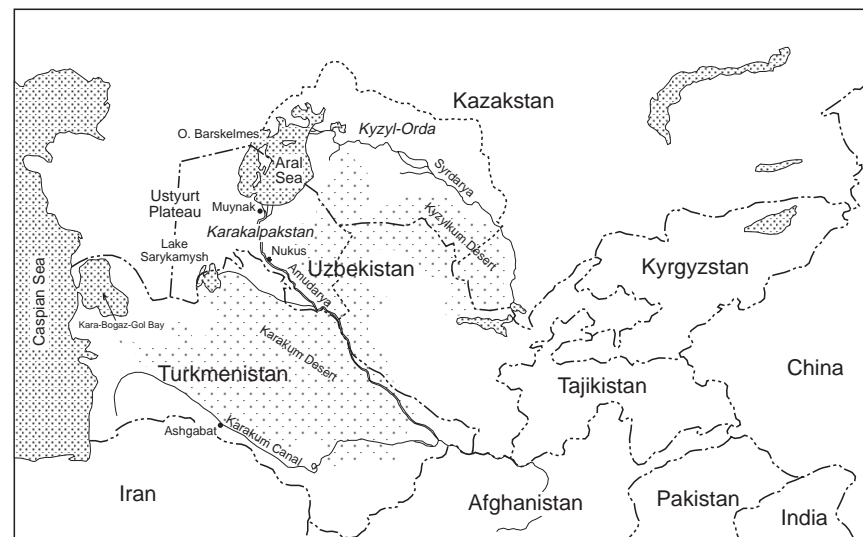 Kazakstan
O. Barskelmes
Kyzyl-Orda
Aral
Sea
Syrdarya
Ustyurt
Plateau
Muynak
Kyzylkum Desert
Karakalpakstan
Lake
Sarykamysh
Nukus
Uzbekistan
Amudarya
Kyrgyzstan
Caspian Sea
Kara-Bogaz-Gol Bay
Karakum Desert
Turkmenistan
China
Tajikistan
Ashgabat
Karakum Canal
Iran
Afghanistan
Pakistan
India